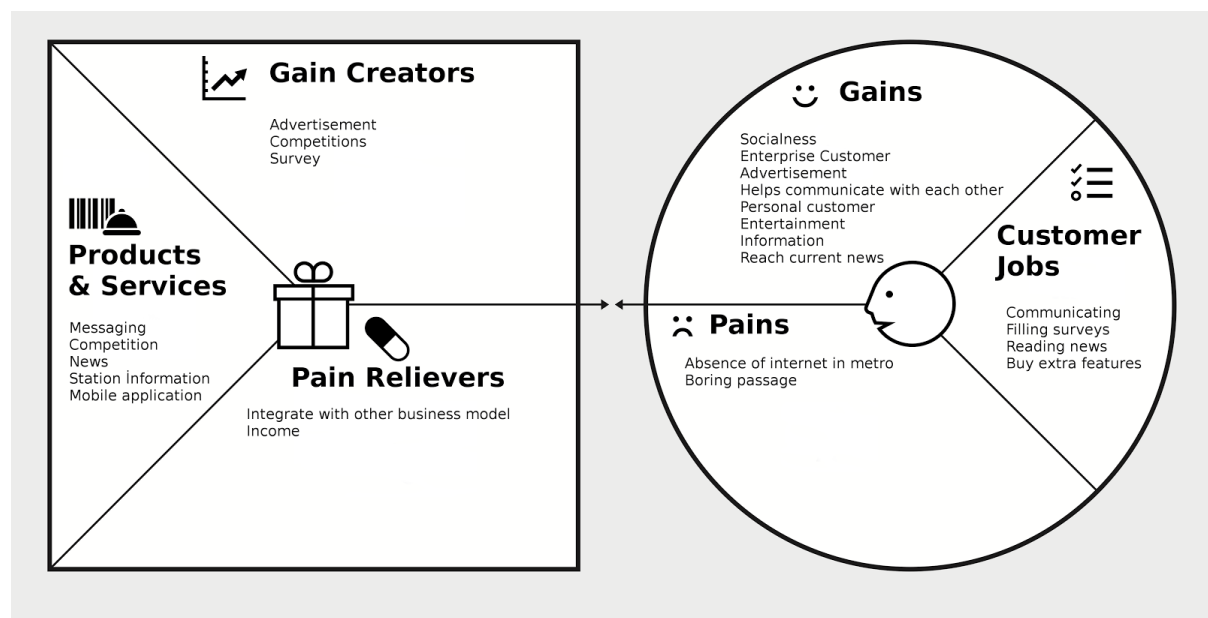 Gain Creators
Advertisement
Competitions
Survey
Products
& Services
Messaging
Competition
News
Station İnformation
Mobile application
Pain Relievers
Integrate with other business model
Income
Gains
Socialness
Enterprise Customer
Advertisement
Helps communicate with each other
Personal customer
Entertainment
Information
Reach current news
Pains
Absence of internet in metro
Boring passage
Customer
Jobs
Communicating
Filling surveys
Reading news
Buy extra features